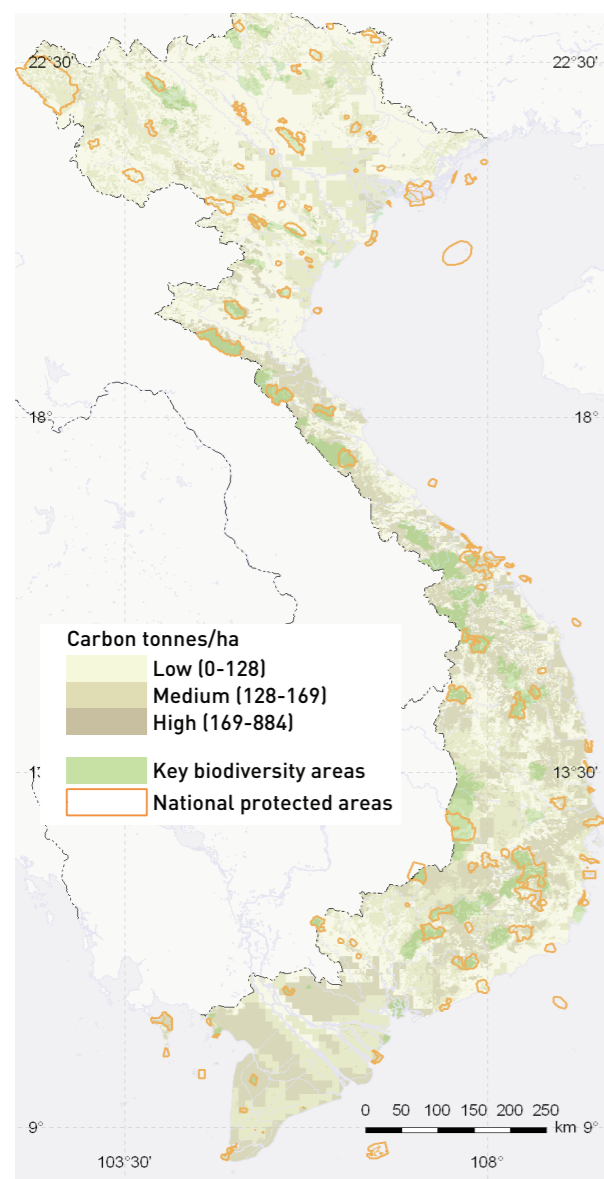 22°30'
22°30'
18°
18°
Carbon tonnes/ha
Low (0-128)
Medium (128-169)
High (169-884)
Key biodiversity areas
National protected areas
13°30'
0 50 100 150 200 250
km
9°
9°
103°30'
108°